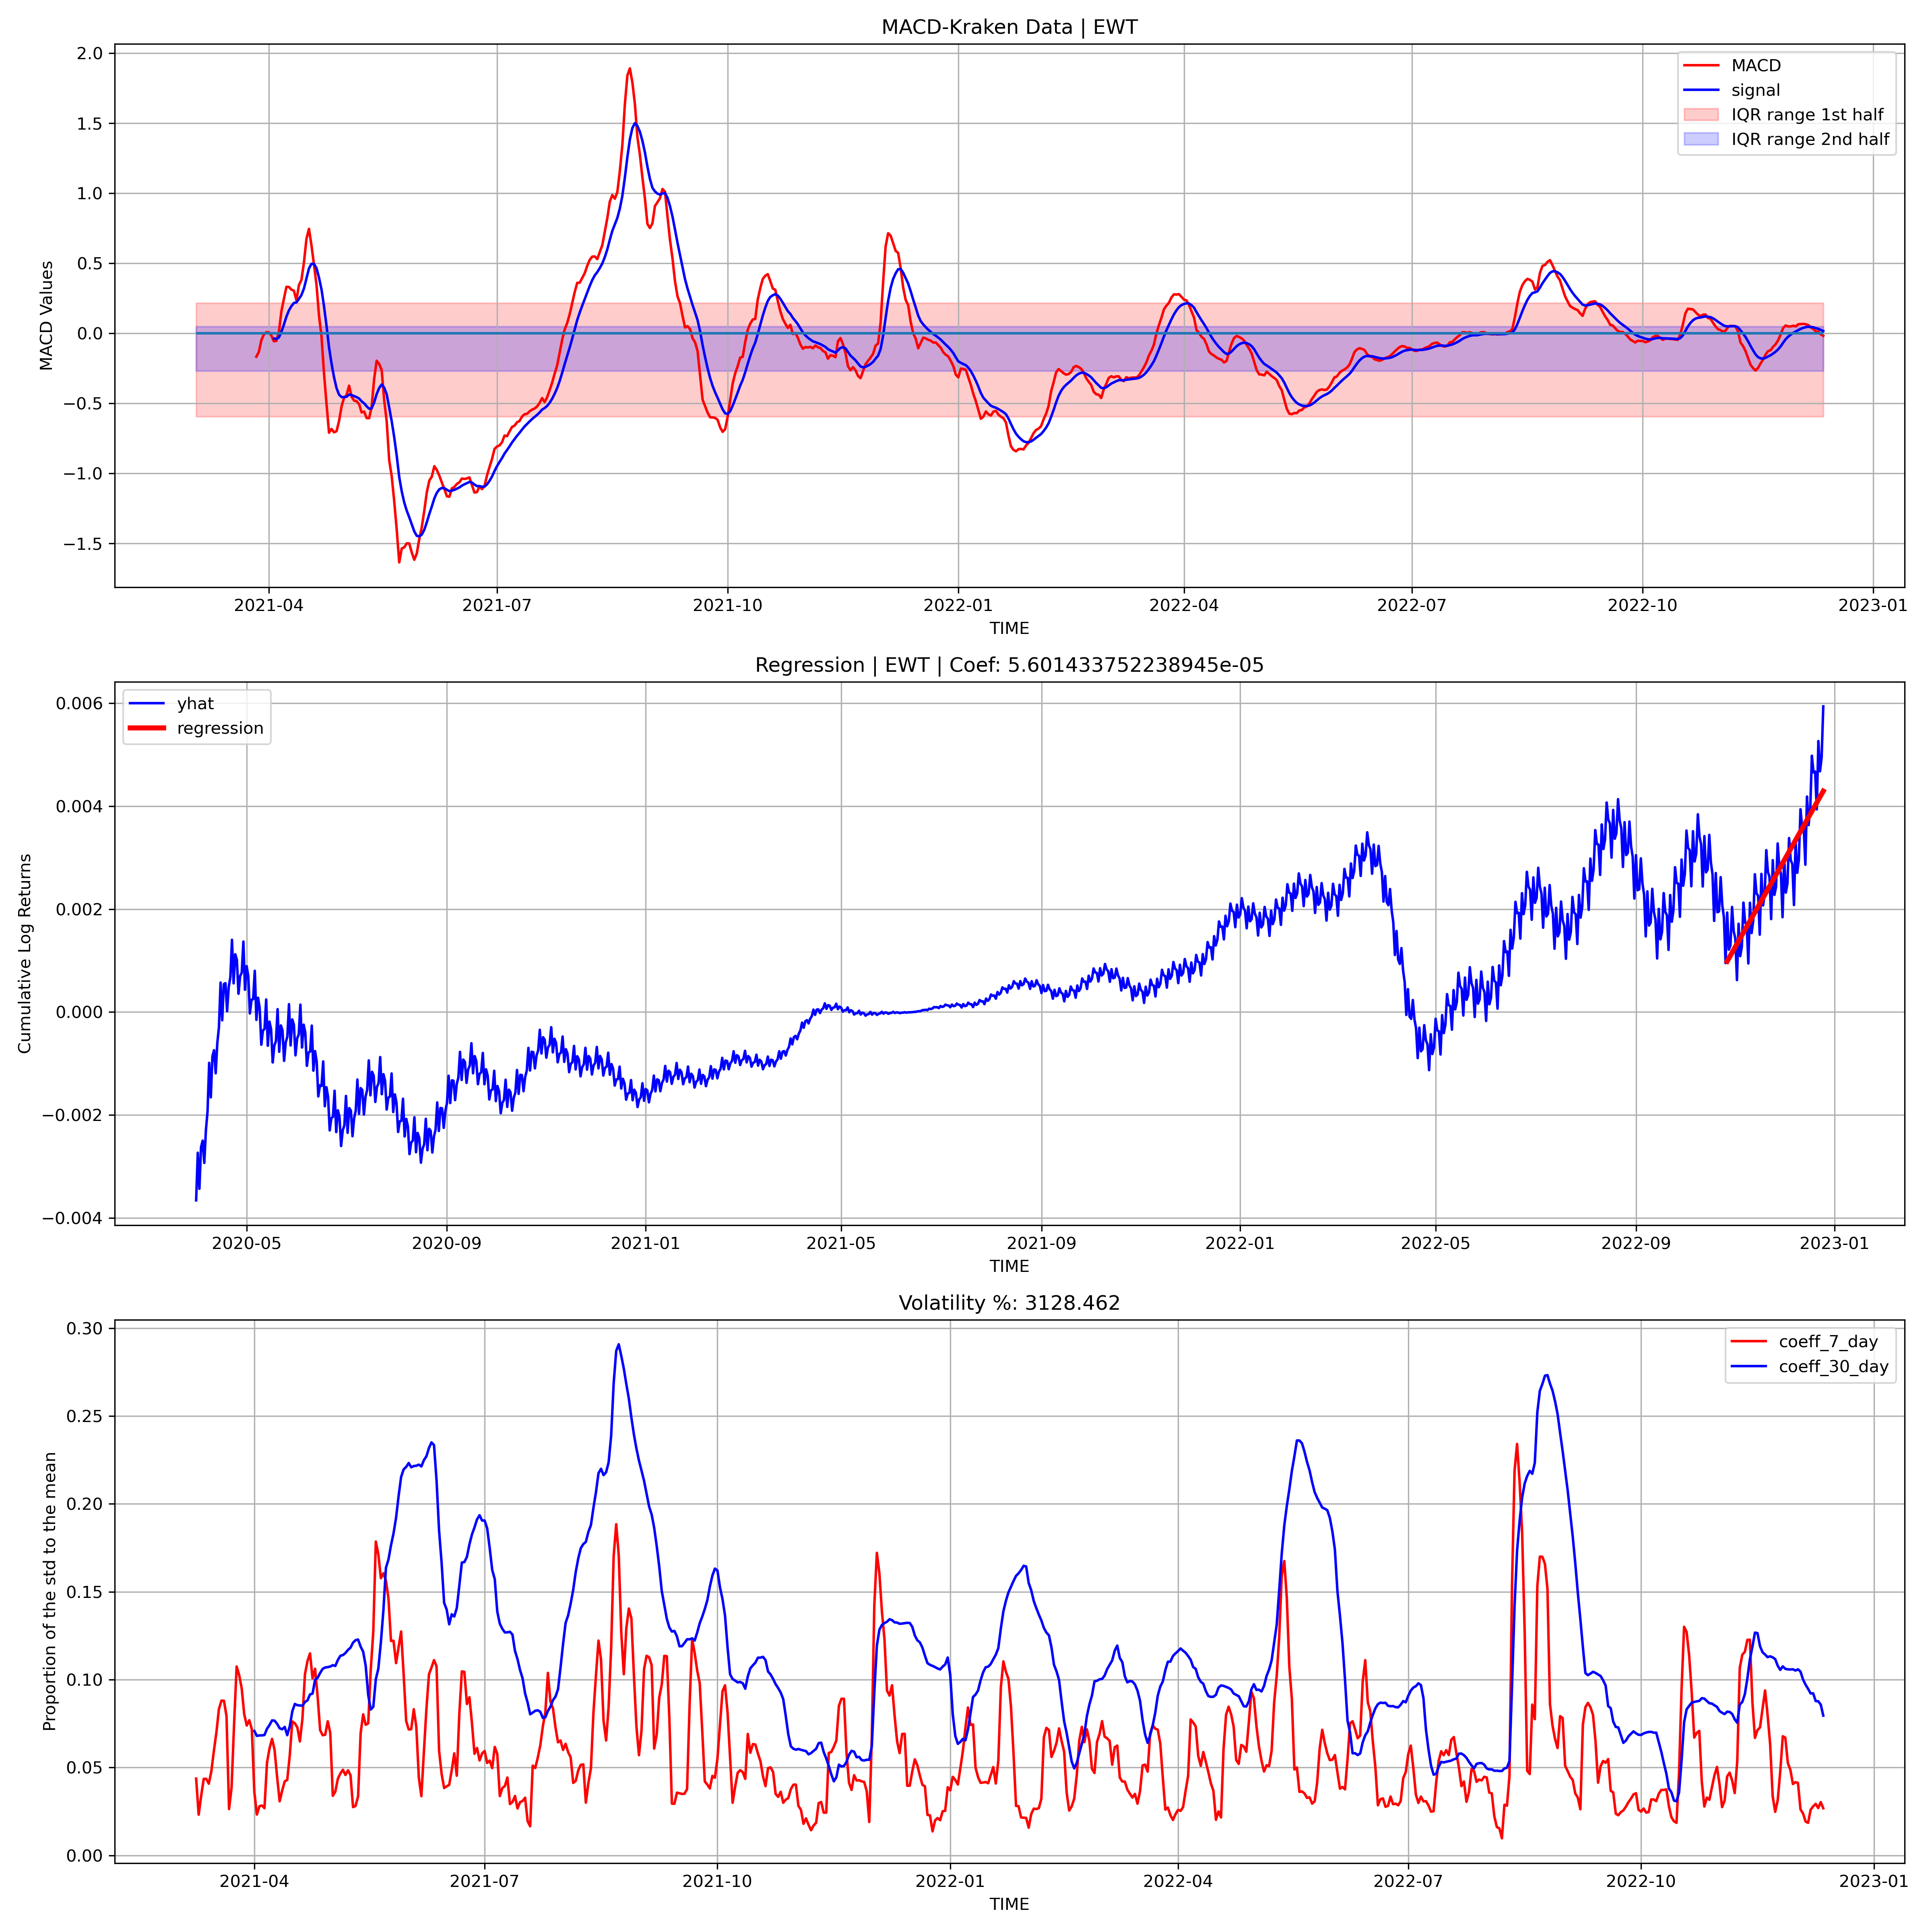 MACD-Kraken Data | EWT
MACD Values
2.0
1.5
1.0
0.5
0.0
−0.5
−1.0
−1.5
MACD
signal
IQR range 1st half
IQR range 2nd half
2021-04 2021-07 2021-10 2022-01 2022-04 2022-07 2022-10 2023-01
TIME
Regression | EWT | Coef: 5.601433752238945e-05
Cumulative Log Returns
0.006
0.004
0.002
0.000
−0.002
−0.004
yhat
regression
2020-05 2020-09 2021-01 2021-05 2021-09 2022-01 2022-05 2022-09 2023-01
TIME
Volatility %: 3128.462
Proportion of the std to the mean
0.30
0.25
0.20
0.15
0.10
0.05
0.00
coeff_7_day
coeff_30_day
2021-04 2021-07 2021-10 2022-01 2022-04 2022-07 2022-10 2023-01
TIME